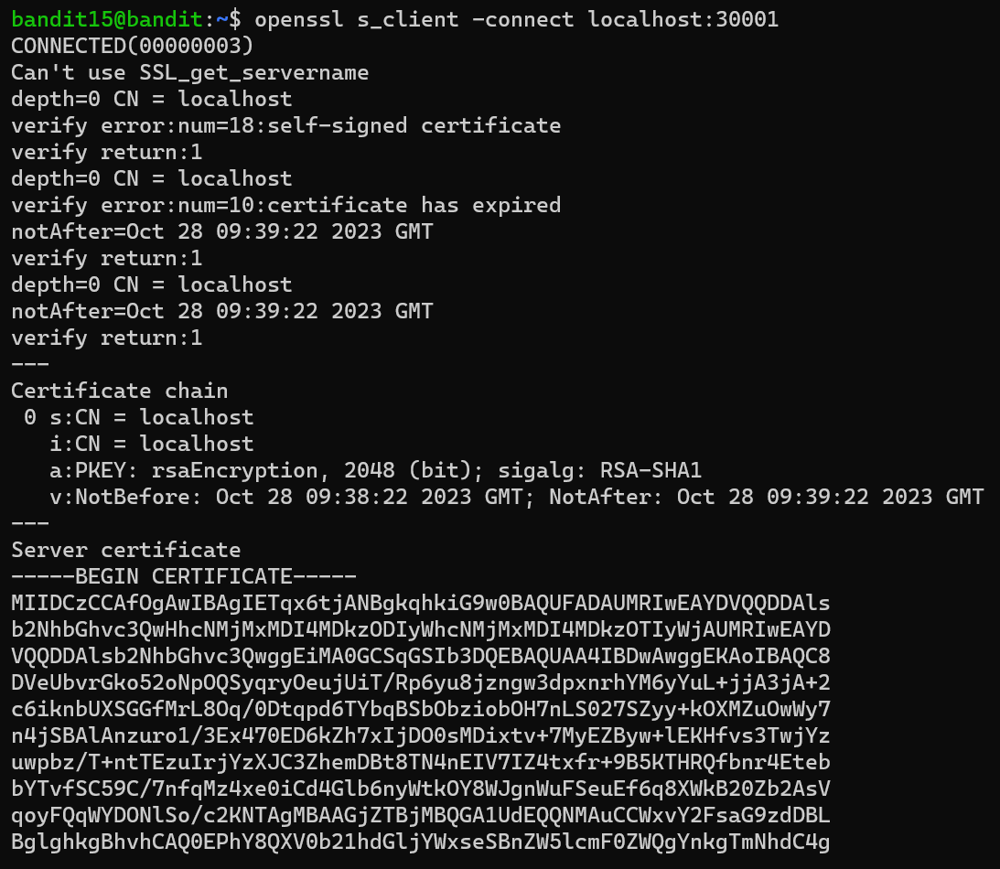 bandit15@bandit:~$ openssl s_client -connect localhost:30001
CONNECTED(00000003)
Can't use SSL_get_servername
depth=0 CN = localhost
verify error:num=18:self-signed certificate
verify return:1
depth=0 CN = localhost
verify error:num=10:certificate has expired
notAfter=Oct 28 09:39:22 2023 GMT
verify return:1
depth=0 CN = localhost
notAfter=Oct 28 09:39:22 2023 GMT
verify return:1
---
Certificate chain
 0 s:CN = localhost
   i:CN = localhost
   a:PKEY: rsaEncryption, 2048 (bit); sigalg: RSA-SHA1
   v:NotBefore: Oct 28 09:38:22 2023 GMT; NotAfter: Oct 28 09:39:22 2023 GMT
---
Server certificate
-----BEGIN CERTIFICATE-----
MIIDCzCCAfOgAwIBAgIETqx6tjANBgkqhkiG9w0BAQUFADAUMRIwEAYDVQQDDAls
b2NhbGhvc3QwHhcNMjMxMDI4MDkzODIyWhcNMjMxMDI4MDkzOTIyWjAUMRIwEAYD
VQQDDAlsb2NhbGhvc3QwggEiMA0GCSqGSIb3DQEBAQUAA4IBDwAwggEKAoIBAQC8
DVeUbvrGko52oNpOQSyqryOeujUiT/Rp6yu8jzngw3dpxnrhYM6yYuL+jjA3jA+2
c6iknbUXSGGfMrL8Oq/0Dtqpd6TYbqBSbObziobOH7nLS027SZyy+kOXMZuOwWy7
n4jSBAlAnzuro1/3Ex470ED6kZh7xIjDO0sMDixtv+7MyEZByw+lEKHfvs3TwjYz
uwpbz/T+ntTEzuIrjYzXJC3ZhemDBt8TN4nEIV7IZ4txfr+9B5KTHRQfbnr4Eteb
bYTvfSC59C/7nfqMz4xe0iCd4Glb6nyWtkOY8WJgnWuFSeuEf6q8XWkB20Zb2AsV
qoyFQqWYDONlSo/c2KNTAgMBAAGjZTBjMBQGA1UdEQQNMAuCCWxvY2FsaG9zdDBL
BglghkgBhvhCAQ0EPhY8QXV0b21hdGljYWxseSBnZW5lcmF0ZWQgYnkgTmNhdC4g